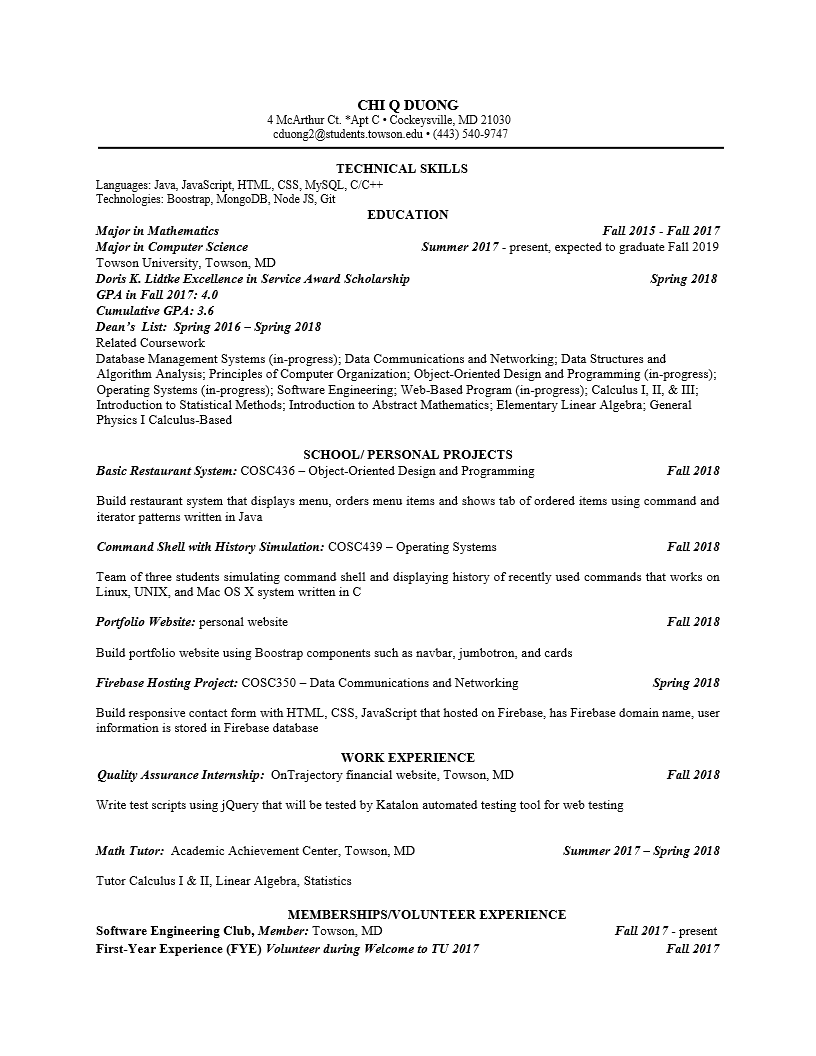 CHI Q DUONG
4 McArthur Ct. *Apt C • Cockeysville, MD 21030
cduong2@students.towson.edu • (443) 540-9747
TECHNICAL SKILLS
Languages: Java, JavaScript, HTML, CSS, MySQL, C/C++
Technologies: Boostrap, MongoDB, Node JS, Git
EDUCATION
Major in Mathematics Fall 2015 - Fall 2017
Major in Computer Science Summer 2017 - present, expected to graduate Fall 2019
Towson University, Towson, MD
Doris K. Lidtke Excellence in Service Award Scholarship Spring 2018
GPA in Fall 2017: 4.0
Cumulative GPA: 3.6
Dean's List: Spring 2016 – Spring 2018
Related Coursework
Database Management Systems (in-progress); Data Communications and Networking; Data Structures and
Algorithm Analysis; Principles of Computer Organization; Object-Oriented Design and Programming (in-progress);
Operating Systems (in-progress); Software Engineering; Web-Based Program (in-progress); Calculus I, II, & III;
Introduction to Statistical Methods; Introduction to Abstract Mathematics; Elementary Linear Algebra; General
Physics I Calculus-Based
SCHOOL/ PERSONAL PROJECTS
Basic Restaurant System: COSC436 – Object-Oriented Design and Programming Fall 2018
Build restaurant system that displays menu, orders menu items and shows tab of ordered items using command and
iterator patterns written in Java
Command Shell with History Simulation: COSC439 – Operating Systems Fall 2018
Team of three students simulating command shell and displaying history of recently used commands that works on
Linux, UNIX, and Mac OS X system written in C
Portfolio Website: personal website Fall 2018
Build portfolio website using Boostrap components such as navbar, jumbotron, and cards
Firebase Hosting Project: COSC350 – Data Communications and Networking Spring 2018
Build responsive contact form with HTML, CSS, JavaScript that hosted on Firebase, has Firebase domain name, user
information is stored in Firebase database
WORK EXPERIENCE
Quality Assurance Internship: OnTrajectory financial website, Towson, MD Fall 2018
Write test scripts using jQuery that will be tested by Katalon automated testing tool for web testing
Math Tutor: Academic Achievement Center, Towson, MD Summer 2017 – Spring 2018
Tutor Calculus I & II, Linear Algebra, Statistics
MEMBERSHIPS/VOLUNTEER EXPERIENCE
Software Engineering Club, Member: Towson, MD Fall 2017 - present
First-Year Experience (FYE) Volunteer during Welcome to TU 2017 Fall 2017